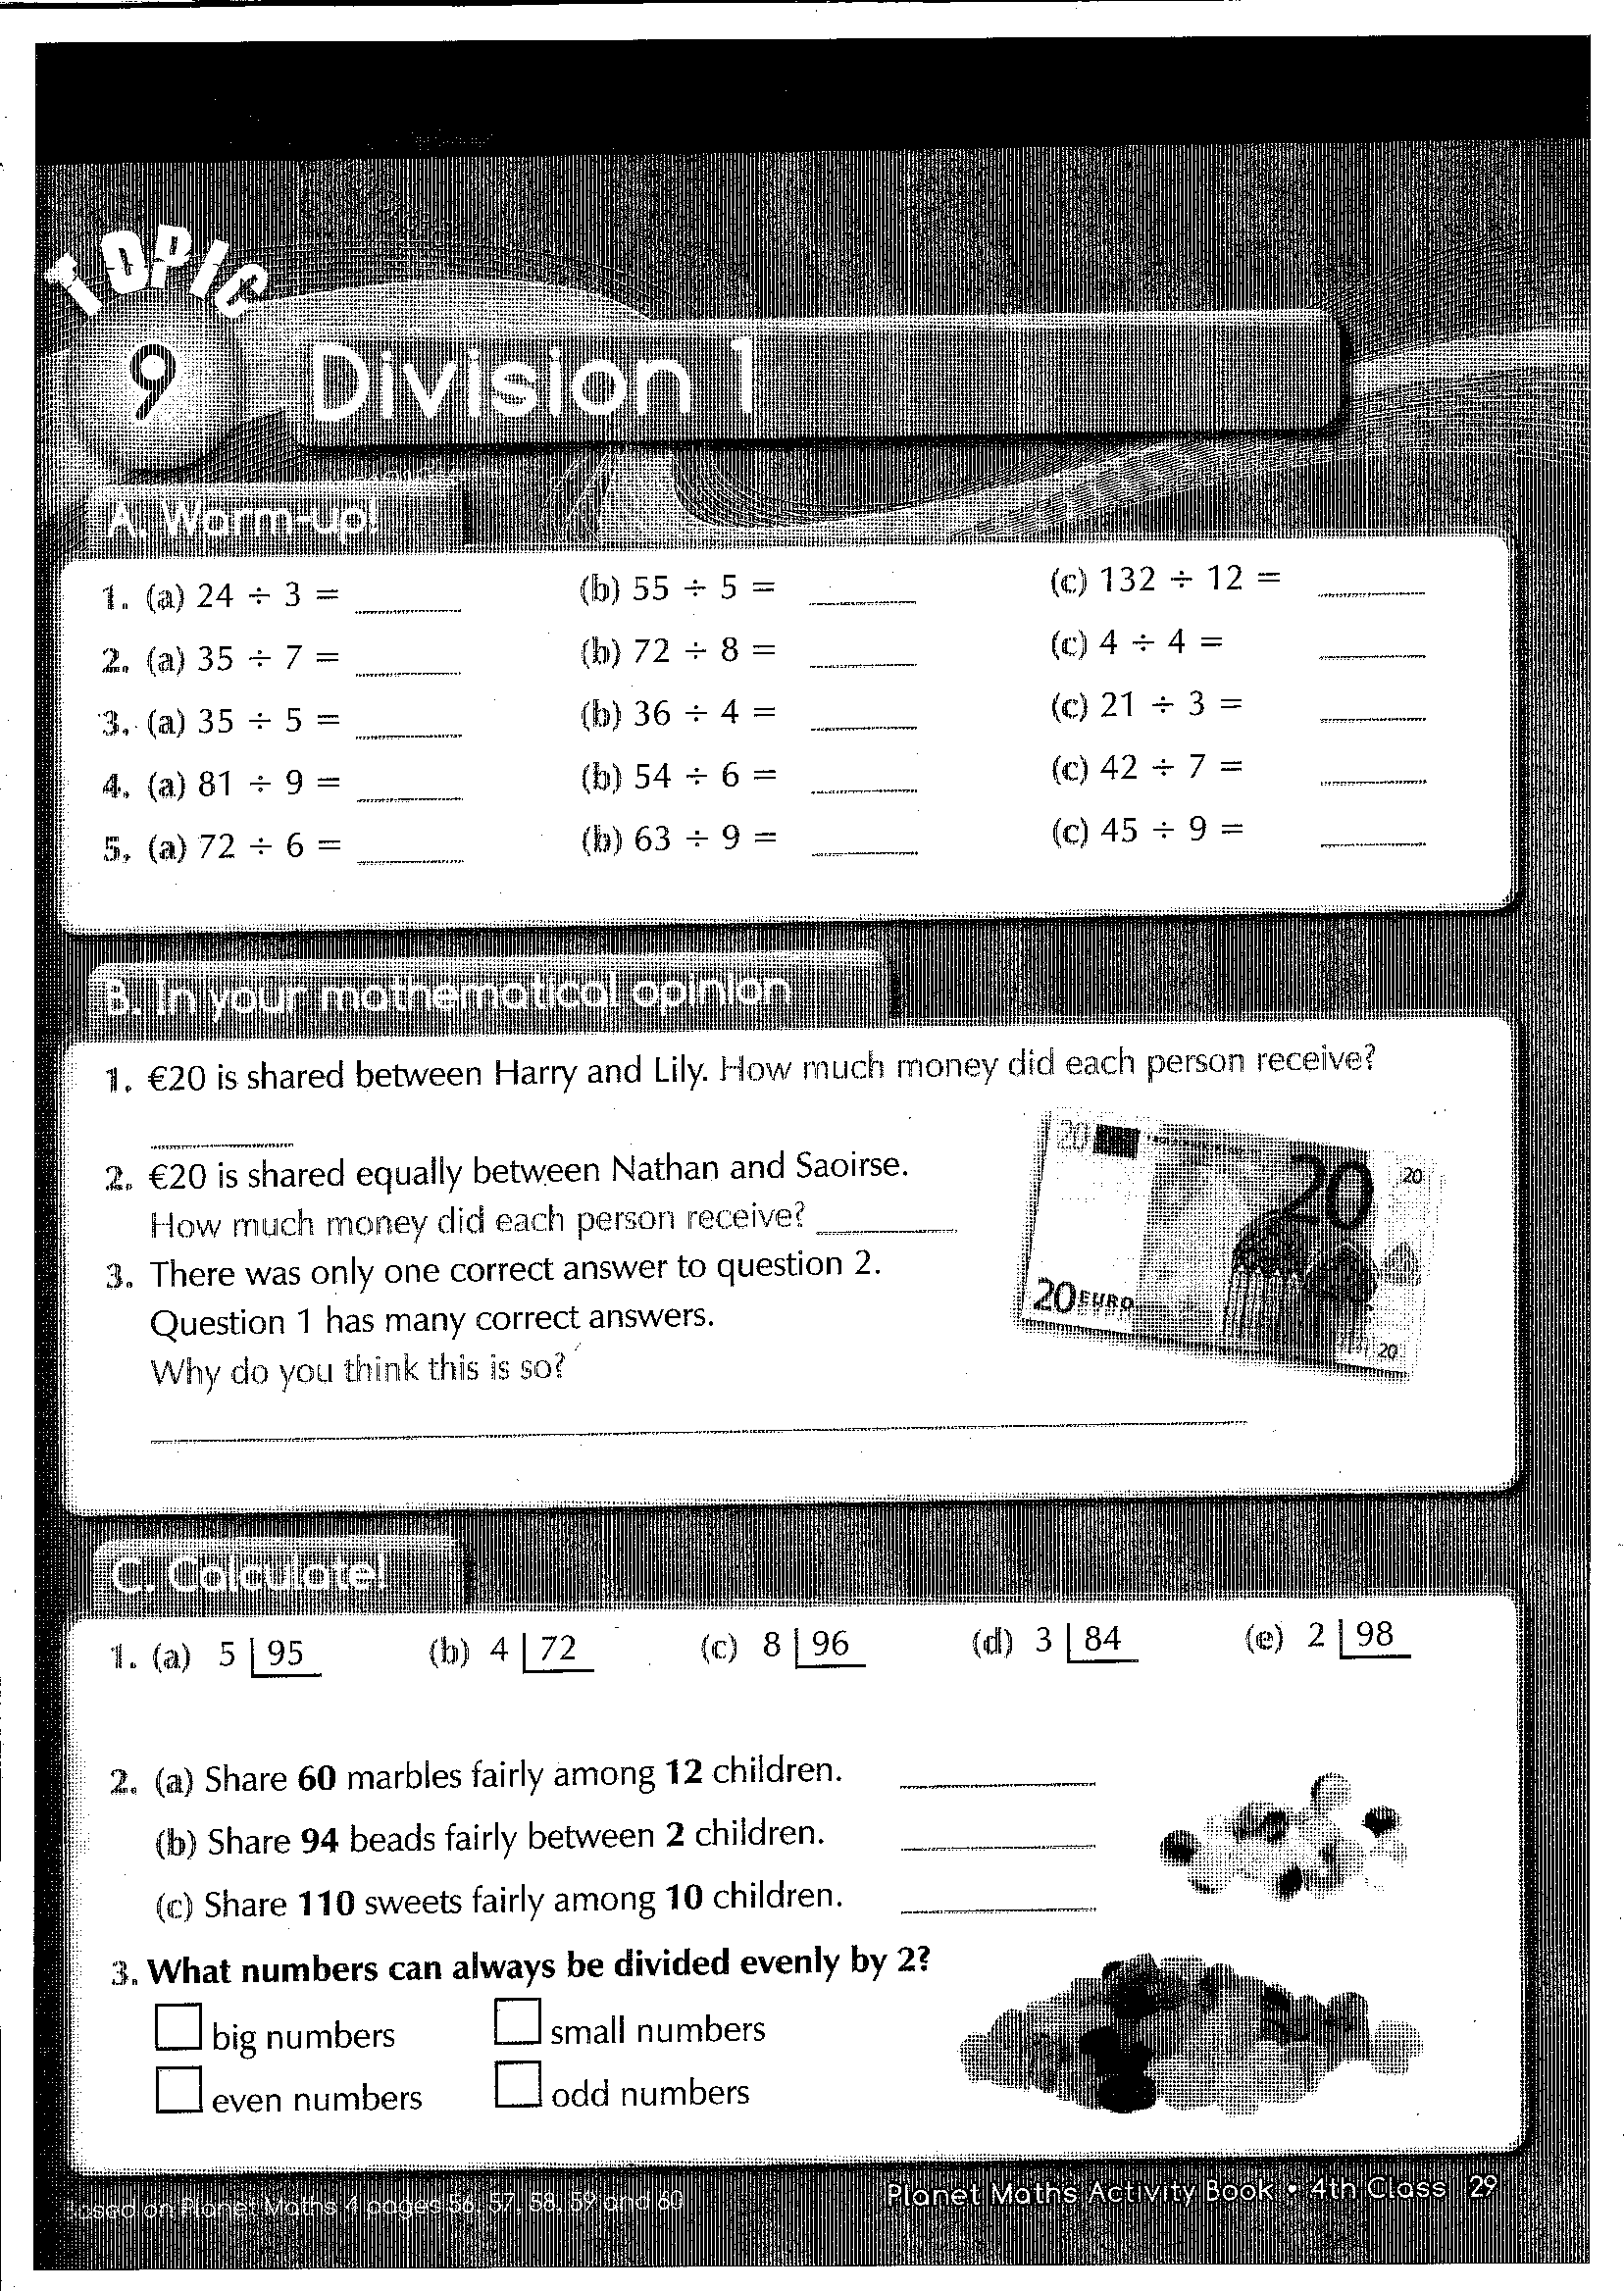 TOPIC
9 Division 1
A. Warm-up!
1. (a) 24 ÷ 3 = (b) 55 ÷ 5 = (c) 132 ÷ 12 =
2. (a) 35 ÷ 7 = (b) 72 ÷ 8 = (c) 4 ÷ 4 =
3. (a) 35 ÷ 5 = (b) 36 ÷ 4 = (c) 21 ÷ 3 =
4. (a) 81 ÷ 9 = (b) 54 ÷ 6 = (c) 42 ÷ 7 =
5. (a) 72 ÷ 6 = (b) 63 ÷ 9 = (c) 45 ÷ 9 =
B. In your mathematical opinion
1. €20 is shared between Harry and Lily. How much money did each person receive?
2. €20 is shared equally between Nathan and Saoirse.
How much money did each person receive?
3. There was only one correct answer to question 2.
Question 1 has many correct answers.
Why do you think this is so?
20
20
20
20 EURO
20
C. Calculate!
1. (a) 5 95 (b) 4 72 (c) 8 96 (d) 3 84 (e) 2 98
2. (a) Share 60 marbles fairly among 12 children.
(b) Share 94 beads fairly between 2 children.
(c) Share 110 sweets fairly among 10 children.
3. What numbers can always be divided evenly by 2?
big numbers small numbers
even numbers odd numbers
Based on Planet Maths 4 pages 56, 57, 58, 59 and 60
Planet Maths Activity Book • 4th Class 29